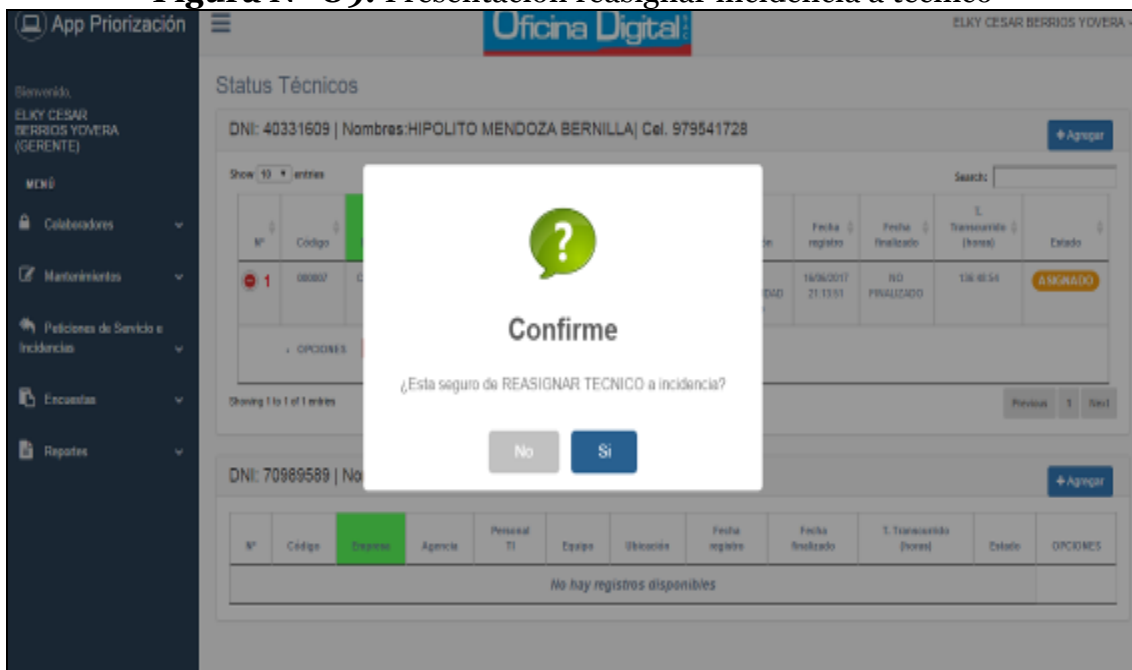 Figura N° 89. Presentación reasignar incidencia a técnico
App Priorización
Oficina Digital
ELKY CESAR BERRIOS YOVERA
Bienvenido,
ELKY CESAR
BERRIOS YOVERA
(GERENTE)
MENÚ
Colaboradores
Mantenimientos
Peticiones de Servicio e
Incidencias
Encuestas
Reportes
Status Técnicos
DNI: 40331609 | Nombres:HIPOLITO MENDOZA BERNILLA| Cel. 979541728
+Agregar
Show 10 entries
Search:
N° Código Fecha registro Fecha finalizado T. Transcurrido (horas) Estado
1 000007 16/06/2017 21:13:51 NO FINALIZADO ASIGNADO
OPCIONES
Showing 1 to 1 of 1 entries
Previous 1 Next
Confirme
¿Esta seguro de REASIGNAR TECNICO a incidencia?
No Si
DNI: 70989589 | No
+Agregar
N° Código Empresa Agencia Personal TI Equipo Ubicación Fecha registro Fecha finalizado T. Transcurrido (horas) Estado OPCIONES
No hay registros disponibles